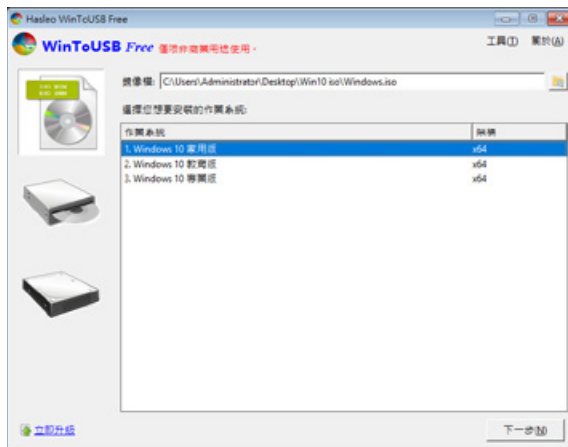 Hasleo WinToUSB Free
WinToUSB Free 僅限非商業用途使用。
工具(T) 關於(A)
鏡像檔: C:\Users\Administrator\Desktop\Win10 iso\Windows.iso
選擇您想要安裝的作業系統:
作業系統 架構
1. Windows 10 家用版 x64
2. Windows 10 教育版 x64
3. Windows 10 專業版 x64
立即升級
下一步(N)